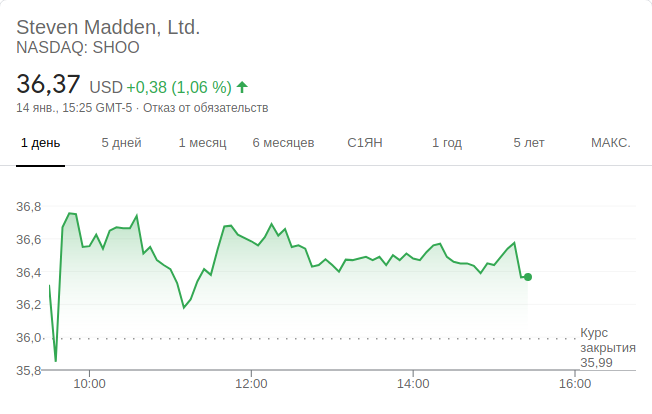 Steven Madden, Ltd.
NASDAQ: SHOO
36,37 USD +0,38 (1,06 %)
14 янв., 15:25 GMT-5 · Отказ от обязательств
1 день 5 дней 1 месяц 6 месяцев С1ЯН 1 год 5 лет МАКС.
36,8
36,6
36,4
36,2
36,0
35,8
Курс
закрытия
35,99
10:00 12:00 14:00 16:00